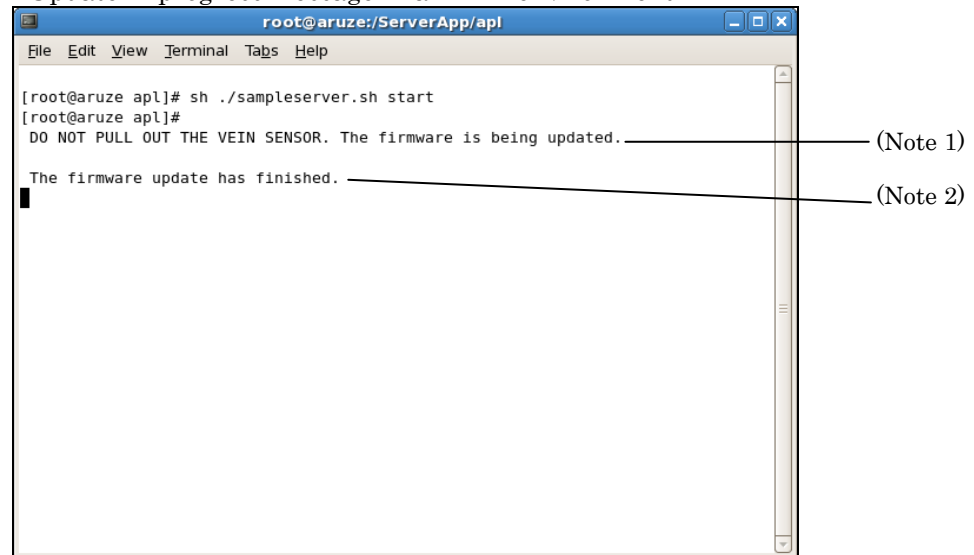 root@aruze:/ServerApp/apl
File Edit View Terminal Tabs Help
[root@aruze apl]# sh ./sampleserver.sh start
[root@aruze apl]#
DO NOT PULL OUT THE VEIN SENSOR. The firmware is being updated.
(Note 1)
The firmware update has finished.
(Note 2)